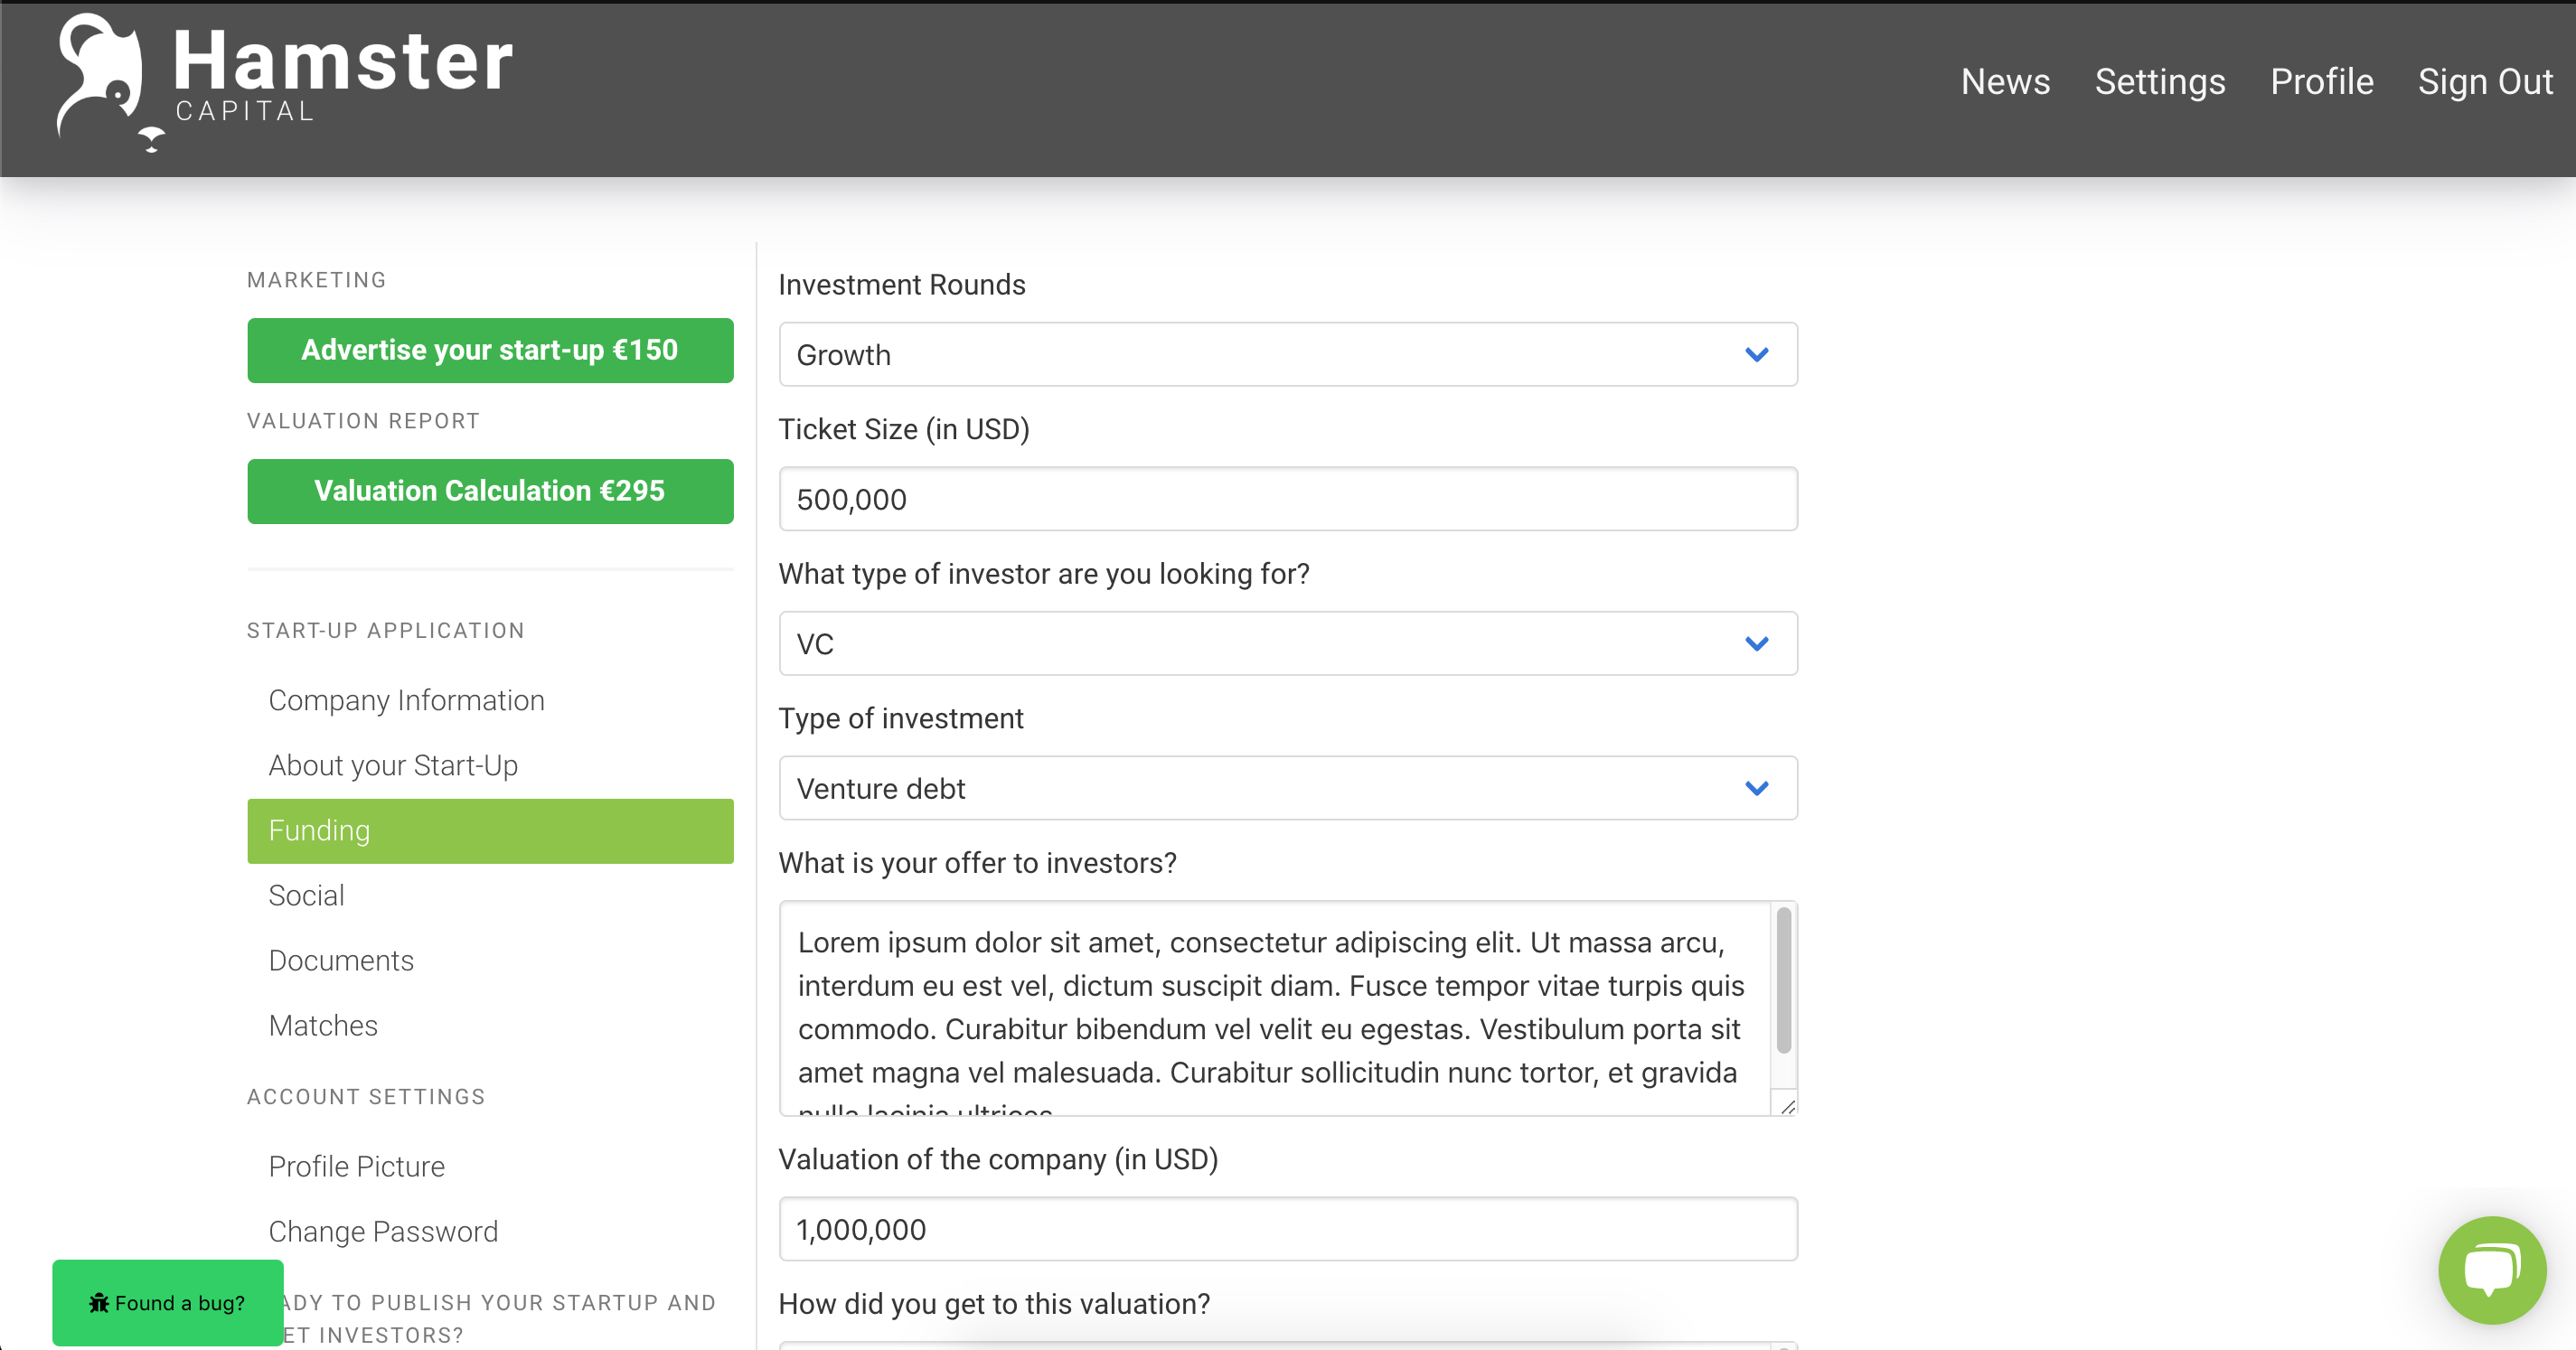 Hamster
CAPITAL
News
Settings
Profile
Sign Out
MARKETING
Advertise your start-up €150
VALUATION REPORT
Valuation Calculation €295
START-UP APPLICATION
Company Information
About your Start-Up
Funding
Social
Documents
Matches
ACCOUNT SETTINGS
Profile Picture
Change Password
Found a bug?
TO PUBLISH YOUR STARTUP AND
INVESTORS?
Investment Rounds
Growth
Ticket Size (in USD)
500,000
What type of investor are you looking for?
VC
Type of investment
Venture debt
What is your offer to investors?
Lorem ipsum dolor sit amet, consectetur adipiscing elit. Ut massa arcu,
interdum eu est vel, dictum suscipit diam. Fusce tempor vitae turpis quis
commodo. Curabitur bibendum vel velit eu egestas. Vestibulum porta sit
amet magna vel malesuada. Curabitur sollicitudin nunc tortor, et gravida
nulla lacinia ultrices
Valuation of the company (in USD)
1,000,000
How did you get to this valuation?